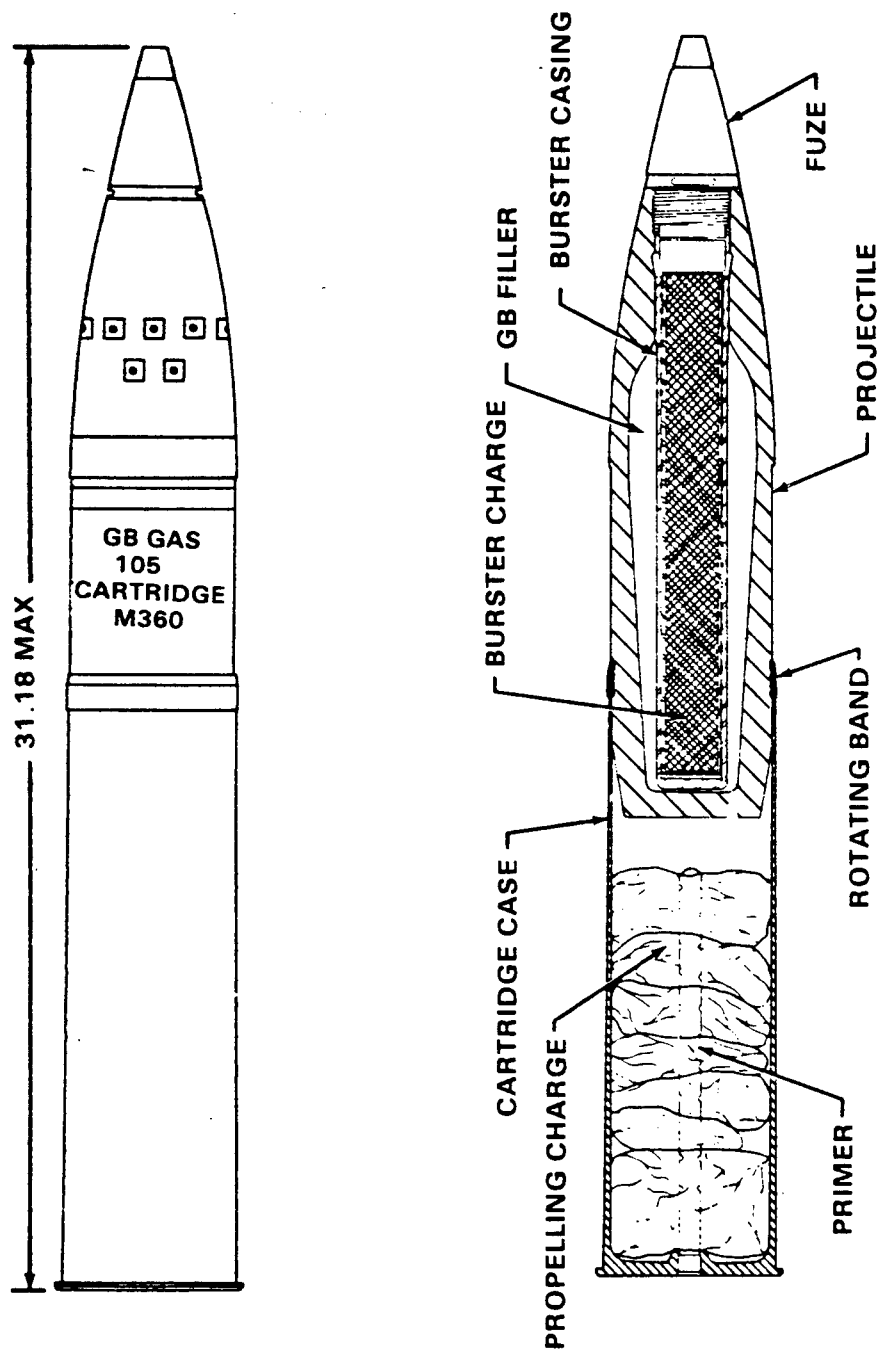 31.18 MAX
GB GAS
105
CARTRIDGE
M360
BURSTER CASING
GB FILLER
BURSTER CHARGE
FUZE
PROJECTILE
CARTRIDGE CASE
ROTATING BAND
PROPELLING CHARGE
PRIMER